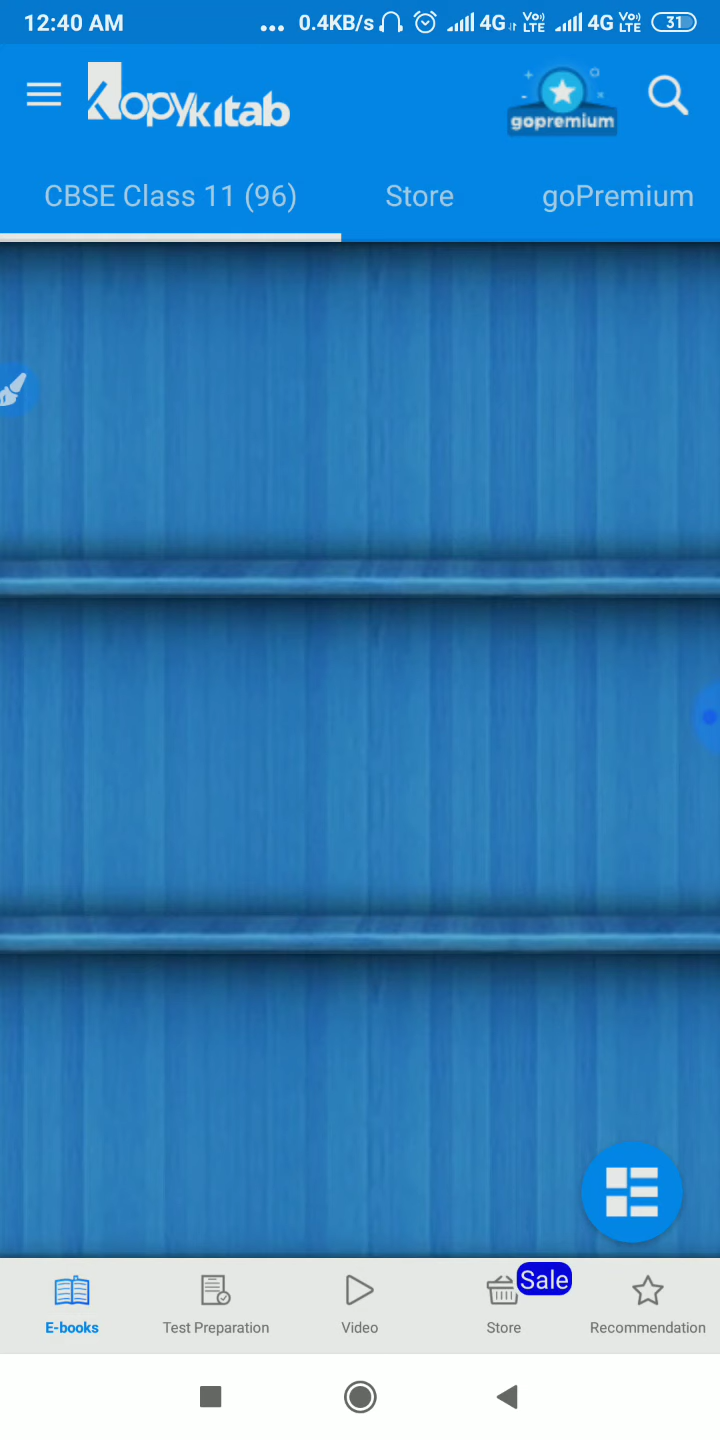 12:40 AM ... 0.4KB/s 4G Vo) LTE 4G Vo) LTE 31
Kopykitab
gopremium
CBSE Class 11 (96) Store goPremium
Sale
E-books Test Preparation Video Store Recommendation